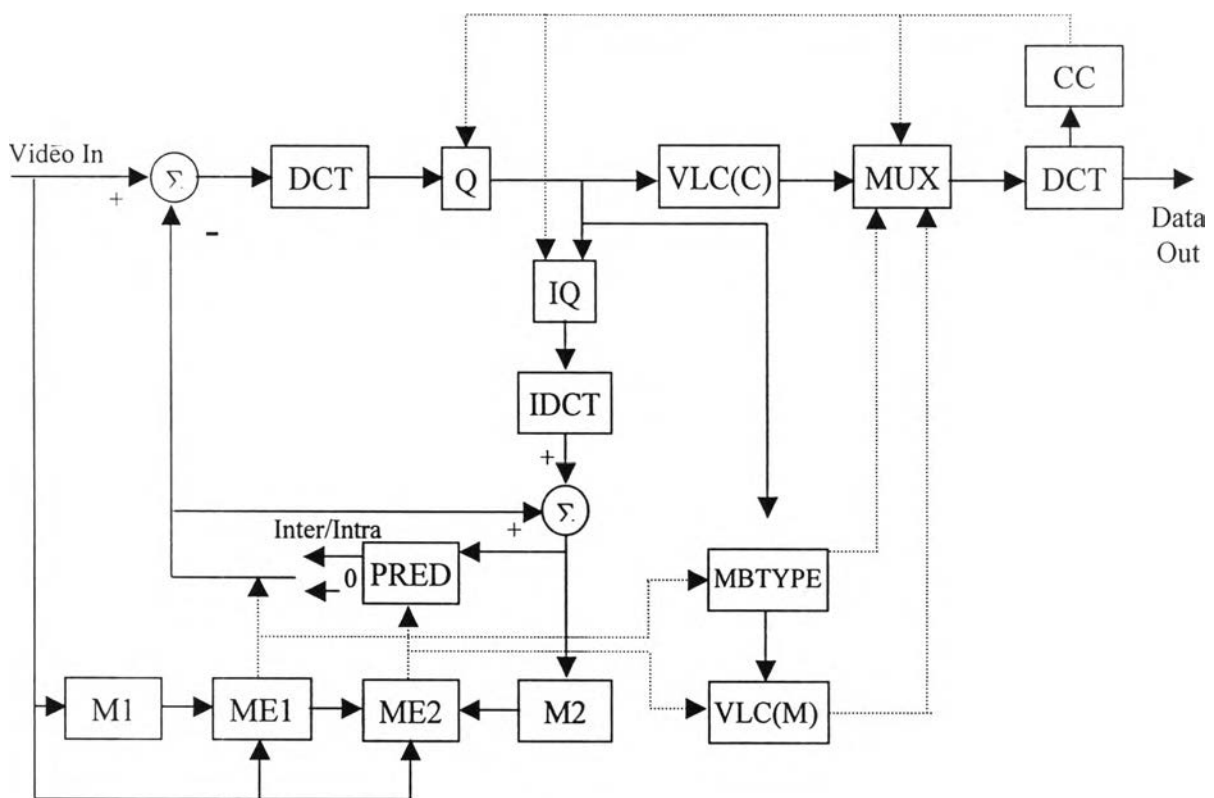 CC
Video In
Σ
DCT
Q
VLC(C)
MUX
DCT
+
-
Data
Out
IQ
IDCT
+
Σ
+
Inter/Intra
0
PRED
MBTYPE
M1
ME1
ME2
M2
VLC(M)